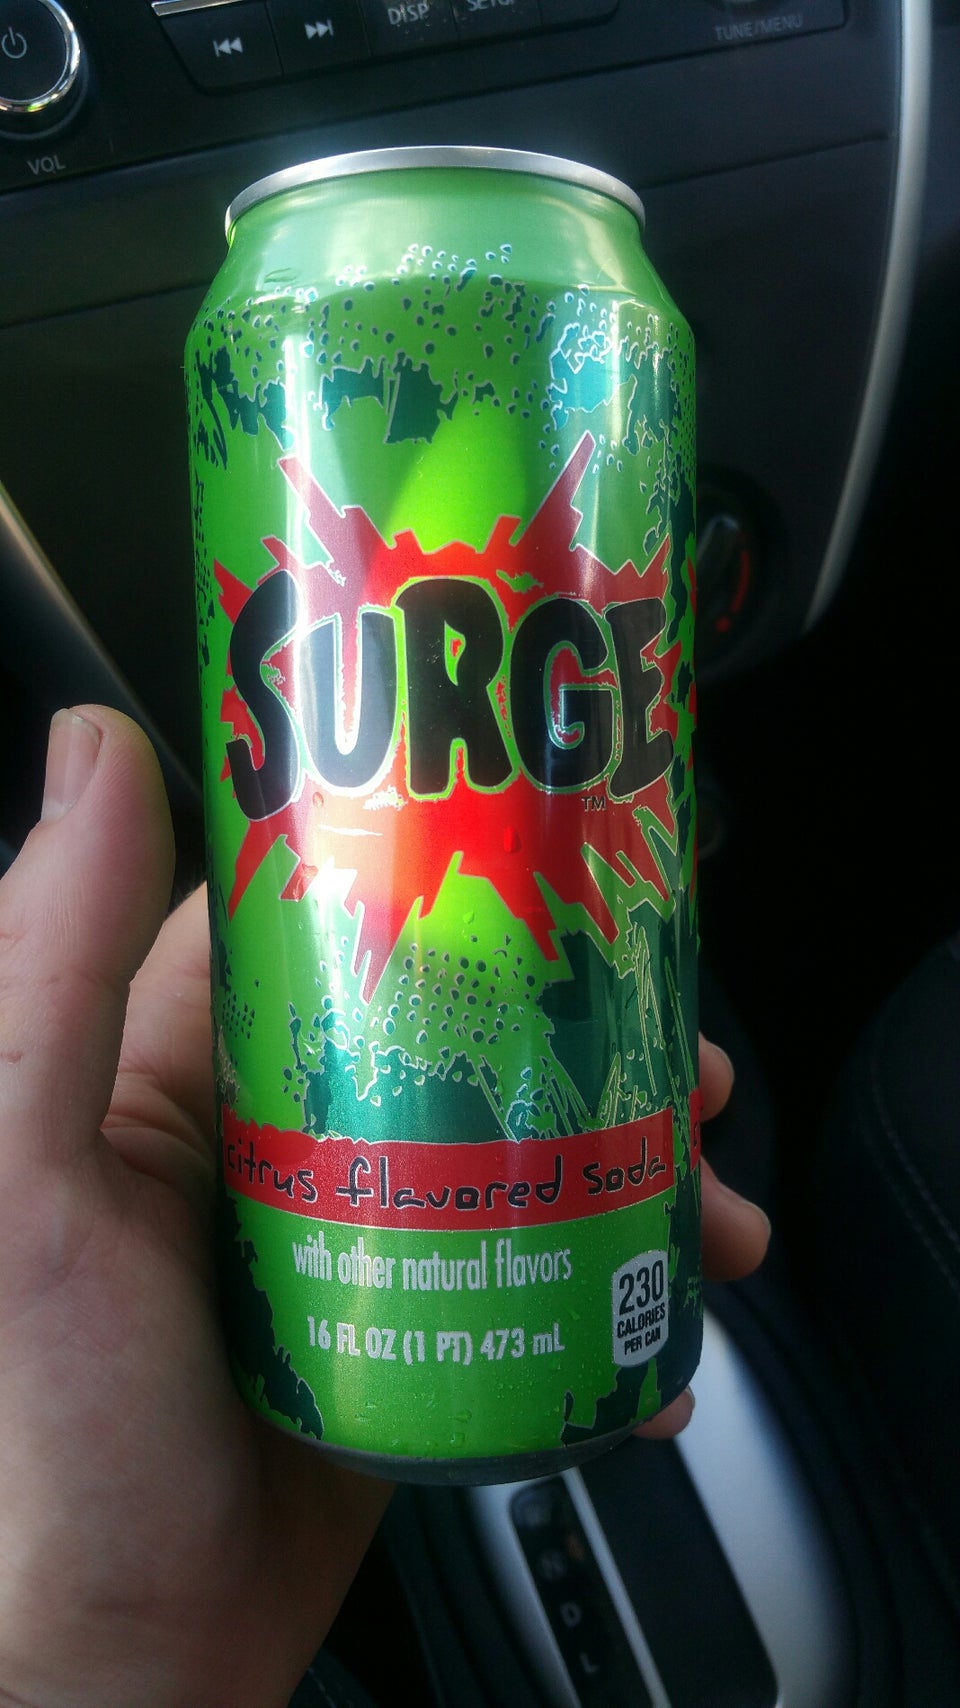 DISP
SETUP
TUNE/MENU
VOL
SURGE
TM
citrus flavored soda
with other natural flavors
16 FL OZ (1 PT) 473 mL
230
CALORIES
PER CAN
N
D
L